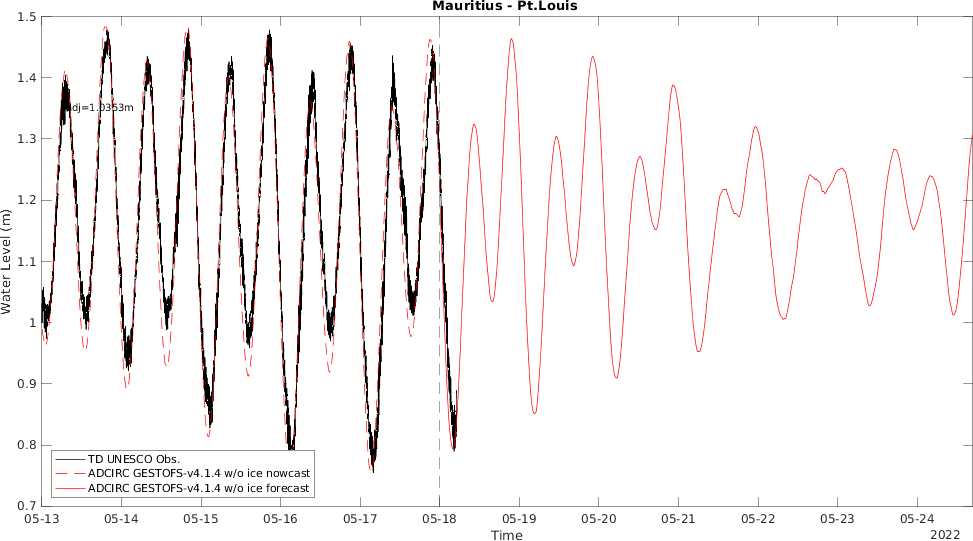 Mauritius - Pt.Louis
1.5
1.4
1.3
1.2
1.1
1
0.9
0.8
0.7
Water Level (m)
dj=1.0353m
TD UNESCO Obs.
ADCIRC GESTOFS-v4.1.4 w/o ice nowcast
ADCIRC GESTOFS-v4.1.4 w/o ice forecast
05-13 05-14 05-15 05-16 05-17 05-18 05-19 05-20 05-21 05-22 05-23 05-24
Time
2022